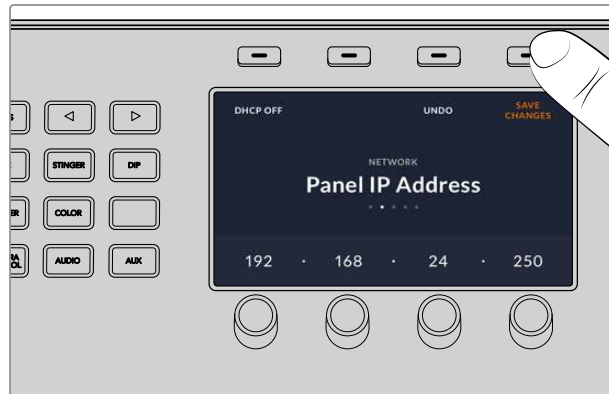 DHCP OFF
UNDO
SAVE
CHANGES
NETWORK
Panel IP Address
192 · 168 · 24 · 250
STINGER
DIP
COLOR
AUDIO
AUX